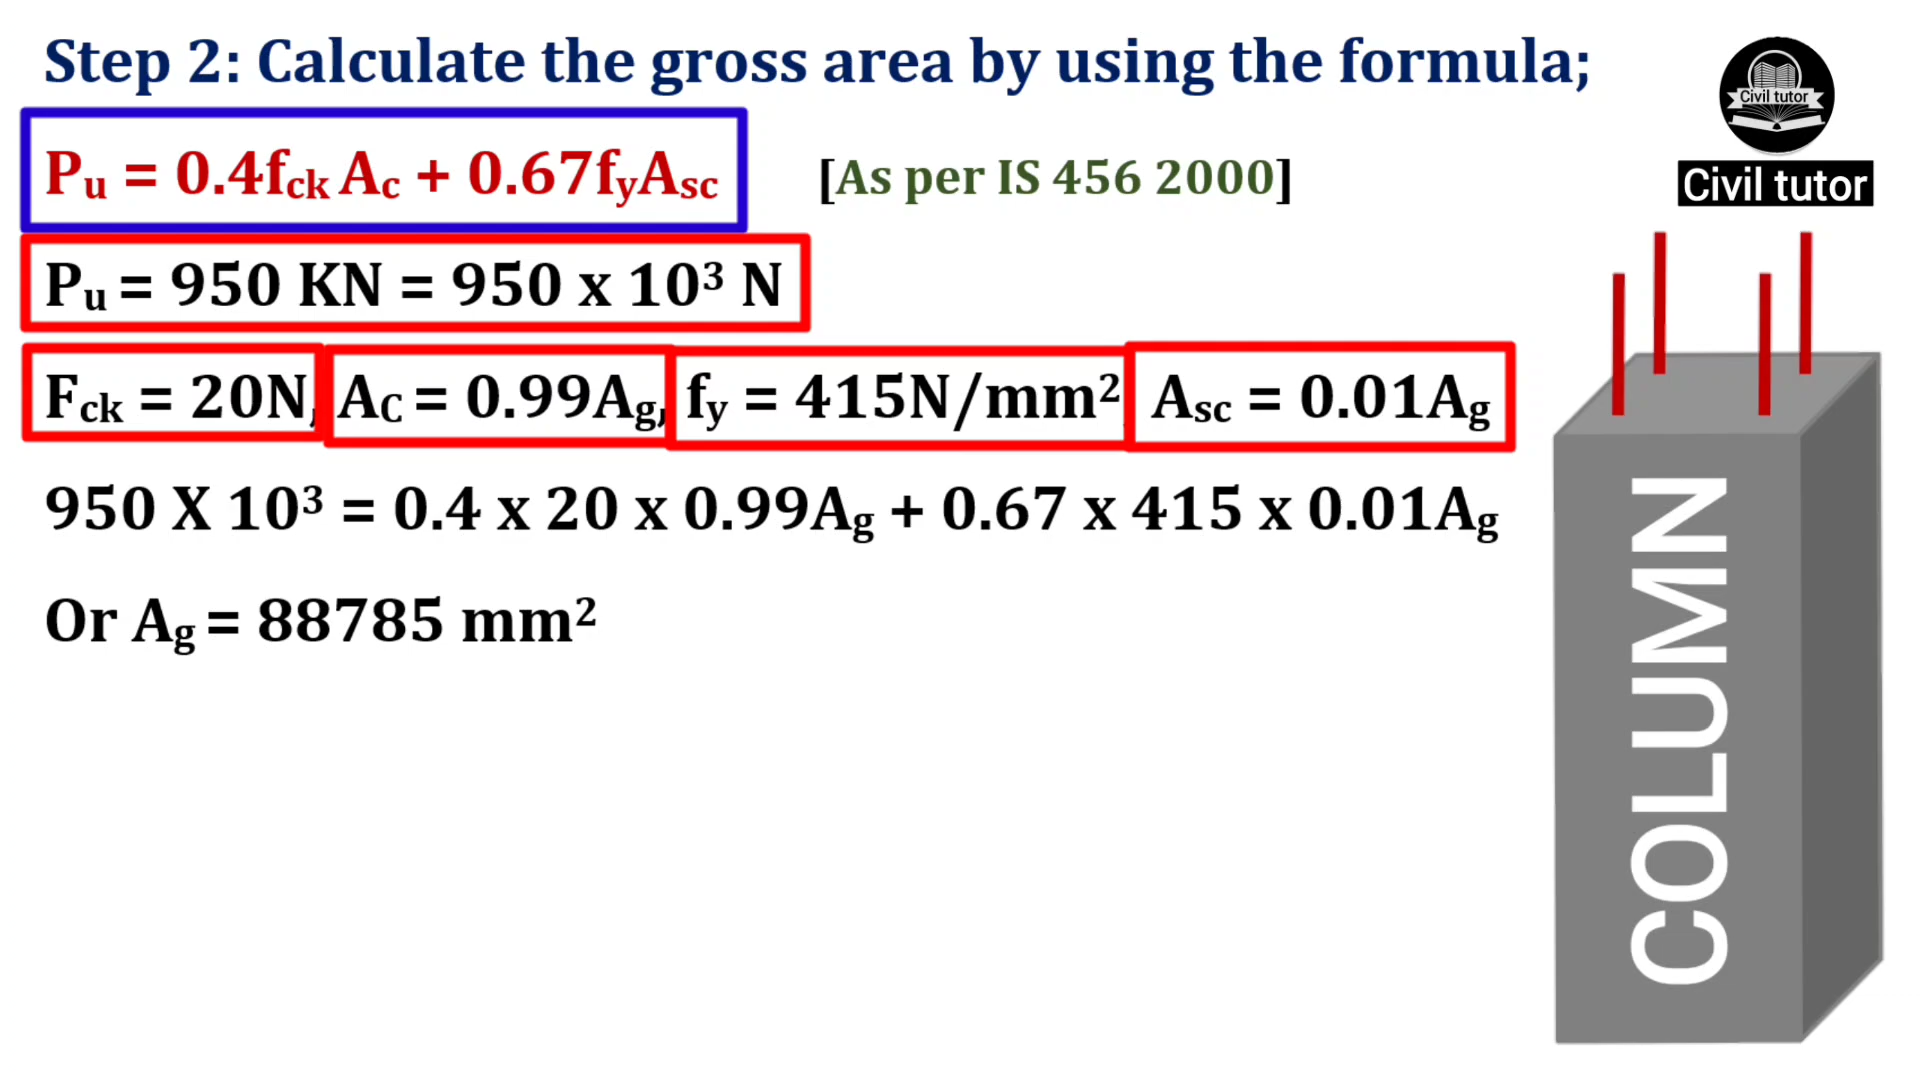 Step 2: Calculate the gross area by using the formula;
Civil tutor
Pu = 0.4fck Ac + 0.67fyAsc [As per IS 456 2000]
Civil tutor
Pu = 950 KN = 950 x 10³ N
Fck = 20N, AC = 0.99Ag, fy = 415N/mm² Asc = 0.01Ag
950 X 10³ = 0.4 x 20 x 0.99Ag + 0.67 x 415 x 0.01Ag
Or Ag = 88785 mm²
COLUMN